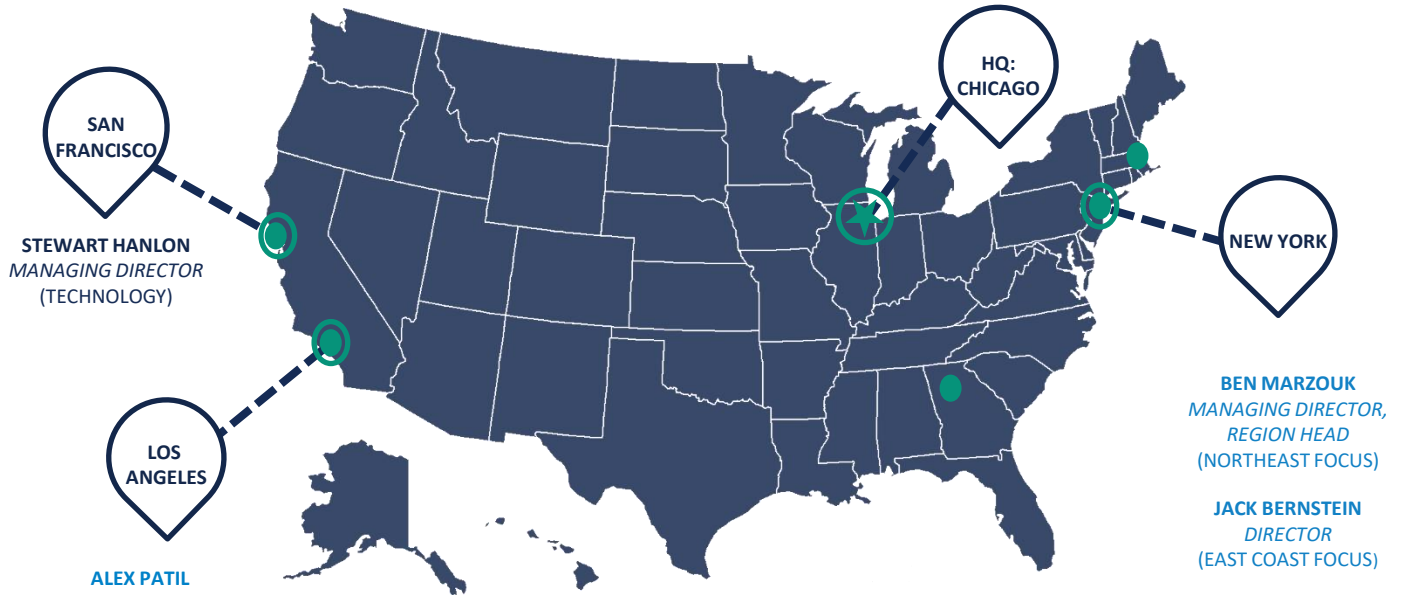 HQ:
CHICAGO
SAN
FRANCISCO
STEWART HANLON
MANAGING DIRECTOR
(TECHNOLOGY)
NEW YORK
BEN MARZOUK
MANAGING DIRECTOR,
REGION HEAD
(NORTHEAST FOCUS)
JACK BERNSTEIN
DIRECTOR
(EAST COAST FOCUS)
LOS
ANGELES
ALEX PATIL